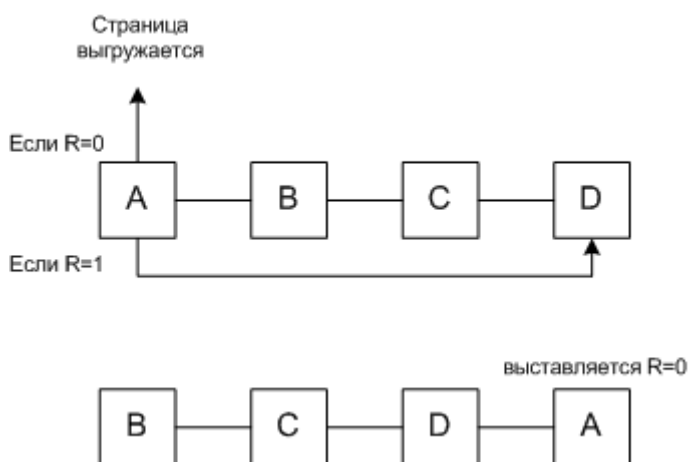 Страница
выгружается
Если R=0
A B C D
Если R=1
выставляется R=0
B C D A